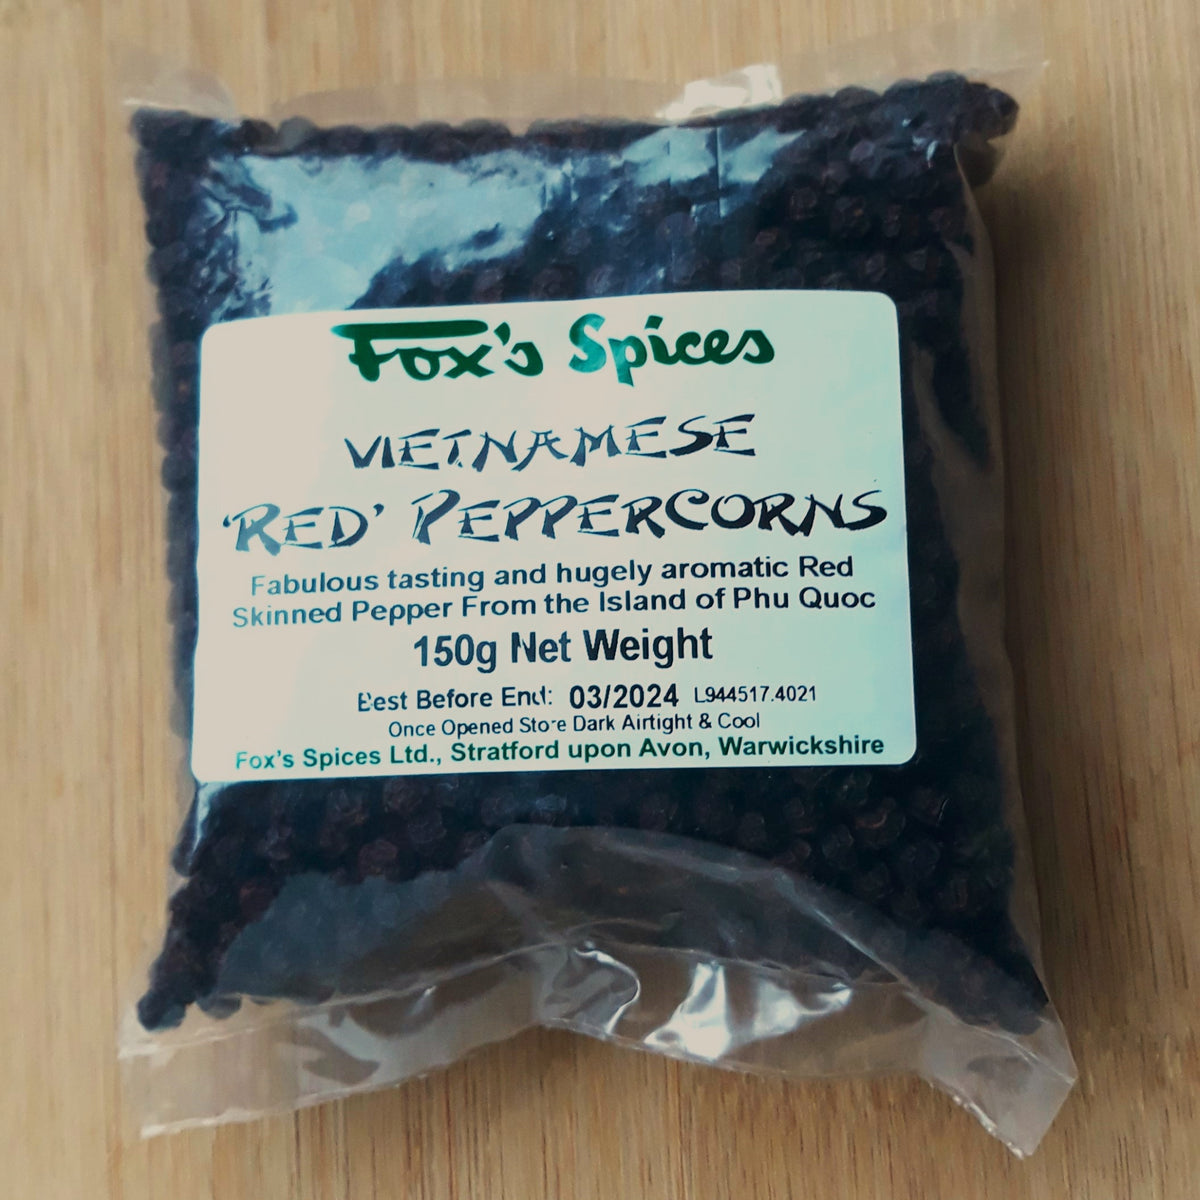 Fox's Spices
VIETNAMESE
'RED' PEPPERCORNS
Fabulous tasting and hugely aromatic Red
Skinned Pepper From the Island of Phu Quoc
150g Net Weight
Best Before End: 03/2024 L944517.4021
Once Opened Store Dark Airtight & Cool
Fox's Spices Ltd., Stratford upon Avon, Warwickshire